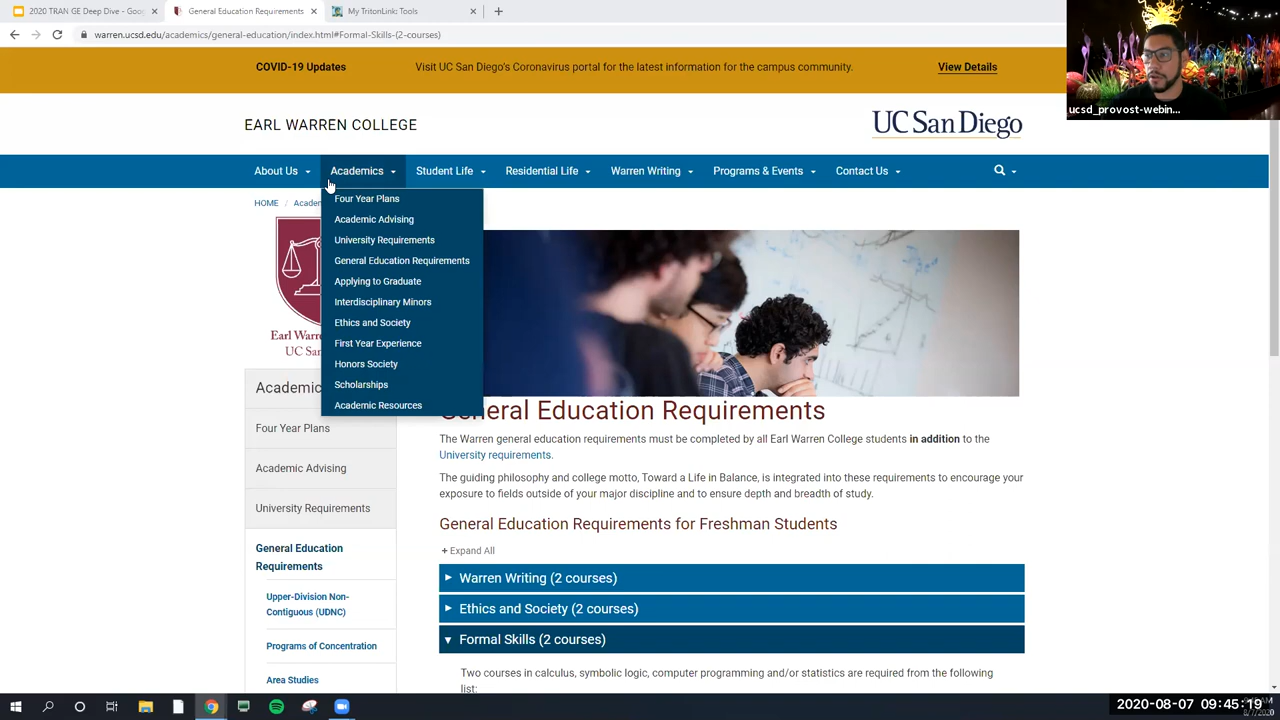 2020 TRAN GE Deep Dive - Goog
General Education Requirements
My TritonLink: Tools
warren.ucsd.edu/academics/general-education/index.html#Formal-Skills-(2-courses)
ucsd_provost-webin...
COVID-19 Updates
Visit UC San Diego's Coronavirus portal for the latest information for the campus community.
View Details
EARL WARREN COLLEGE
UC San Diego
About Us
Academics
Student Life
Residential Life
Warren Writing
Programs & Events
Contact Us
HOME / Academ
Four Year Plans
Academic Advising
University Requirements
General Education Requirements
Applying to Graduate
Interdisciplinary Minors
Ethics and Society
First Year Experience
Honors Society
Scholarships
Academic Resources
Earl Warr
UC San
Academic
Four Year Plans
Academic Advising
University Requirements
General Education
Requirements
Upper-Division Non-
Contiguous (UDNC)
Programs of Concentration
Area Studies
General Education Requirements
The Warren general education requirements must be completed by all Earl Warren College students in addition to the
University requirements.
The guiding philosophy and college motto, Toward a Life in Balance, is integrated into these requirements to encourage your
exposure to fields outside of your major discipline and to ensure depth and breadth of study.
General Education Requirements for Freshman Students
+ Expand All
Warren Writing (2 courses)
Ethics and Society (2 courses)
Formal Skills (2 courses)
Two courses in calculus, symbolic logic, computer programming and/or statistics are required from the following
list:
2020-08-07 09:45:19
8/7/2020